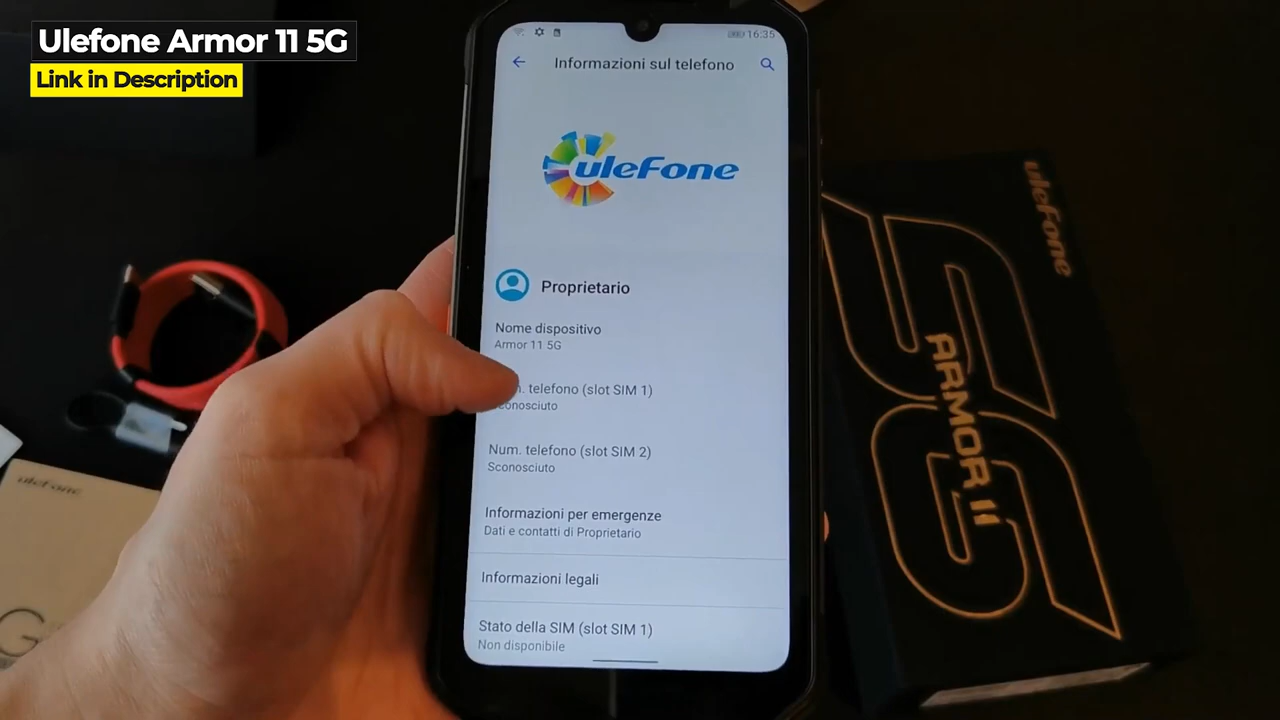 Ulefone Armor 11 5G
Link in Description
16:35
Informazioni sul telefono
uleFone
Proprietario
Nome dispositivo
Armor 11 5G
n. telefono (slot SIM 1)
conosciuto
Num. telefono (slot SIM 2)
Sconosciuto
Informazioni per emergenze
Dati e contatti di Proprietario
Informazioni legali
Stato della SIM (slot SIM 1)
Non disponibile
uleFone
5G
ARMOR 11
uleFone
G